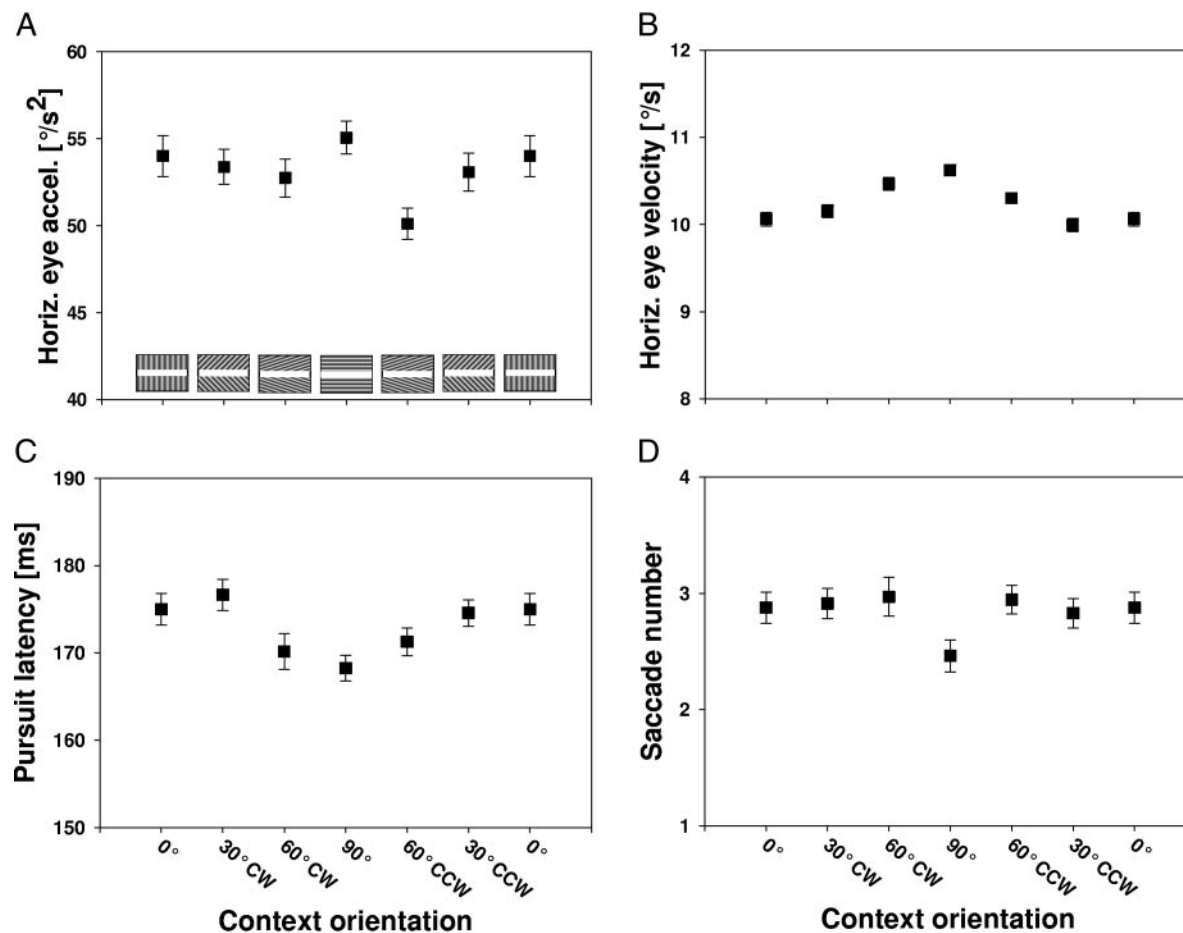 A
60
55
50
45
40
Horiz. eye accel. [°/s²]
B
12
11
10
9
8
Horiz. eye velocity [°/s]
C
190
180
170
160
150
Pursuit latency [ms]
0°
30°CW
60°CW
90°
60°CCW
30°CCW
0°
Context orientation
D
4
3
2
1
Saccade number
0°
30°CW
60°CW
90°
60°CCW
30°CCW
0°
Context orientation